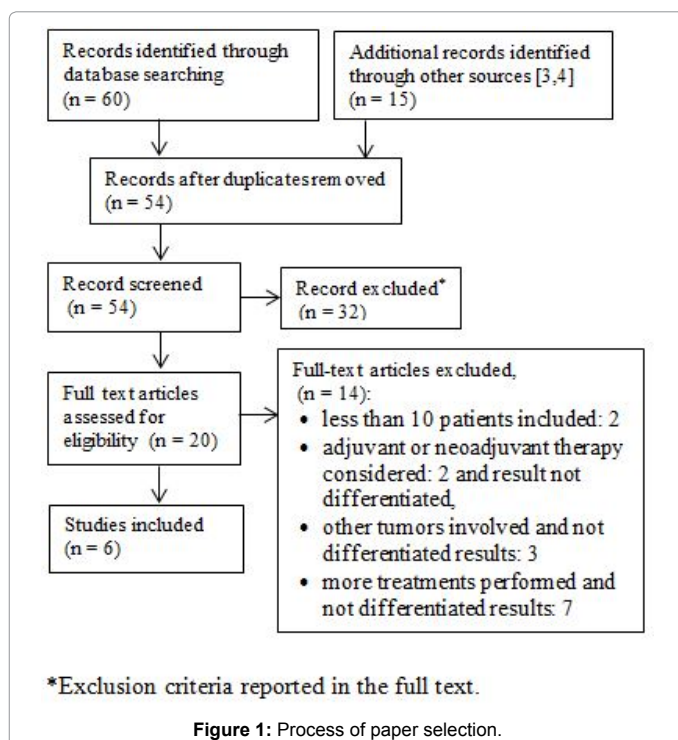 Records identified through
database searching
(n = 60)
Additional records identified
through other sources [3,4]
(n = 15)
Records after duplicates removed
(n = 54)
Record screened
(n = 54)
Record excluded*
(n = 32)
Full text articles
assessed for
eligibility (n = 20)
Full-text articles excluded,
(n = 14):
• less than 10 patients included: 2
• adjuvant or neoadjuvant therapy
considered: 2 and result not
differentiated,
• other tumors involved and not
differentiated results: 3
• more treatments performed and
not differentiated results: 7
Studies included
(n = 6)
*Exclusion criteria reported in the full text.
Figure 1: Process of paper selection.